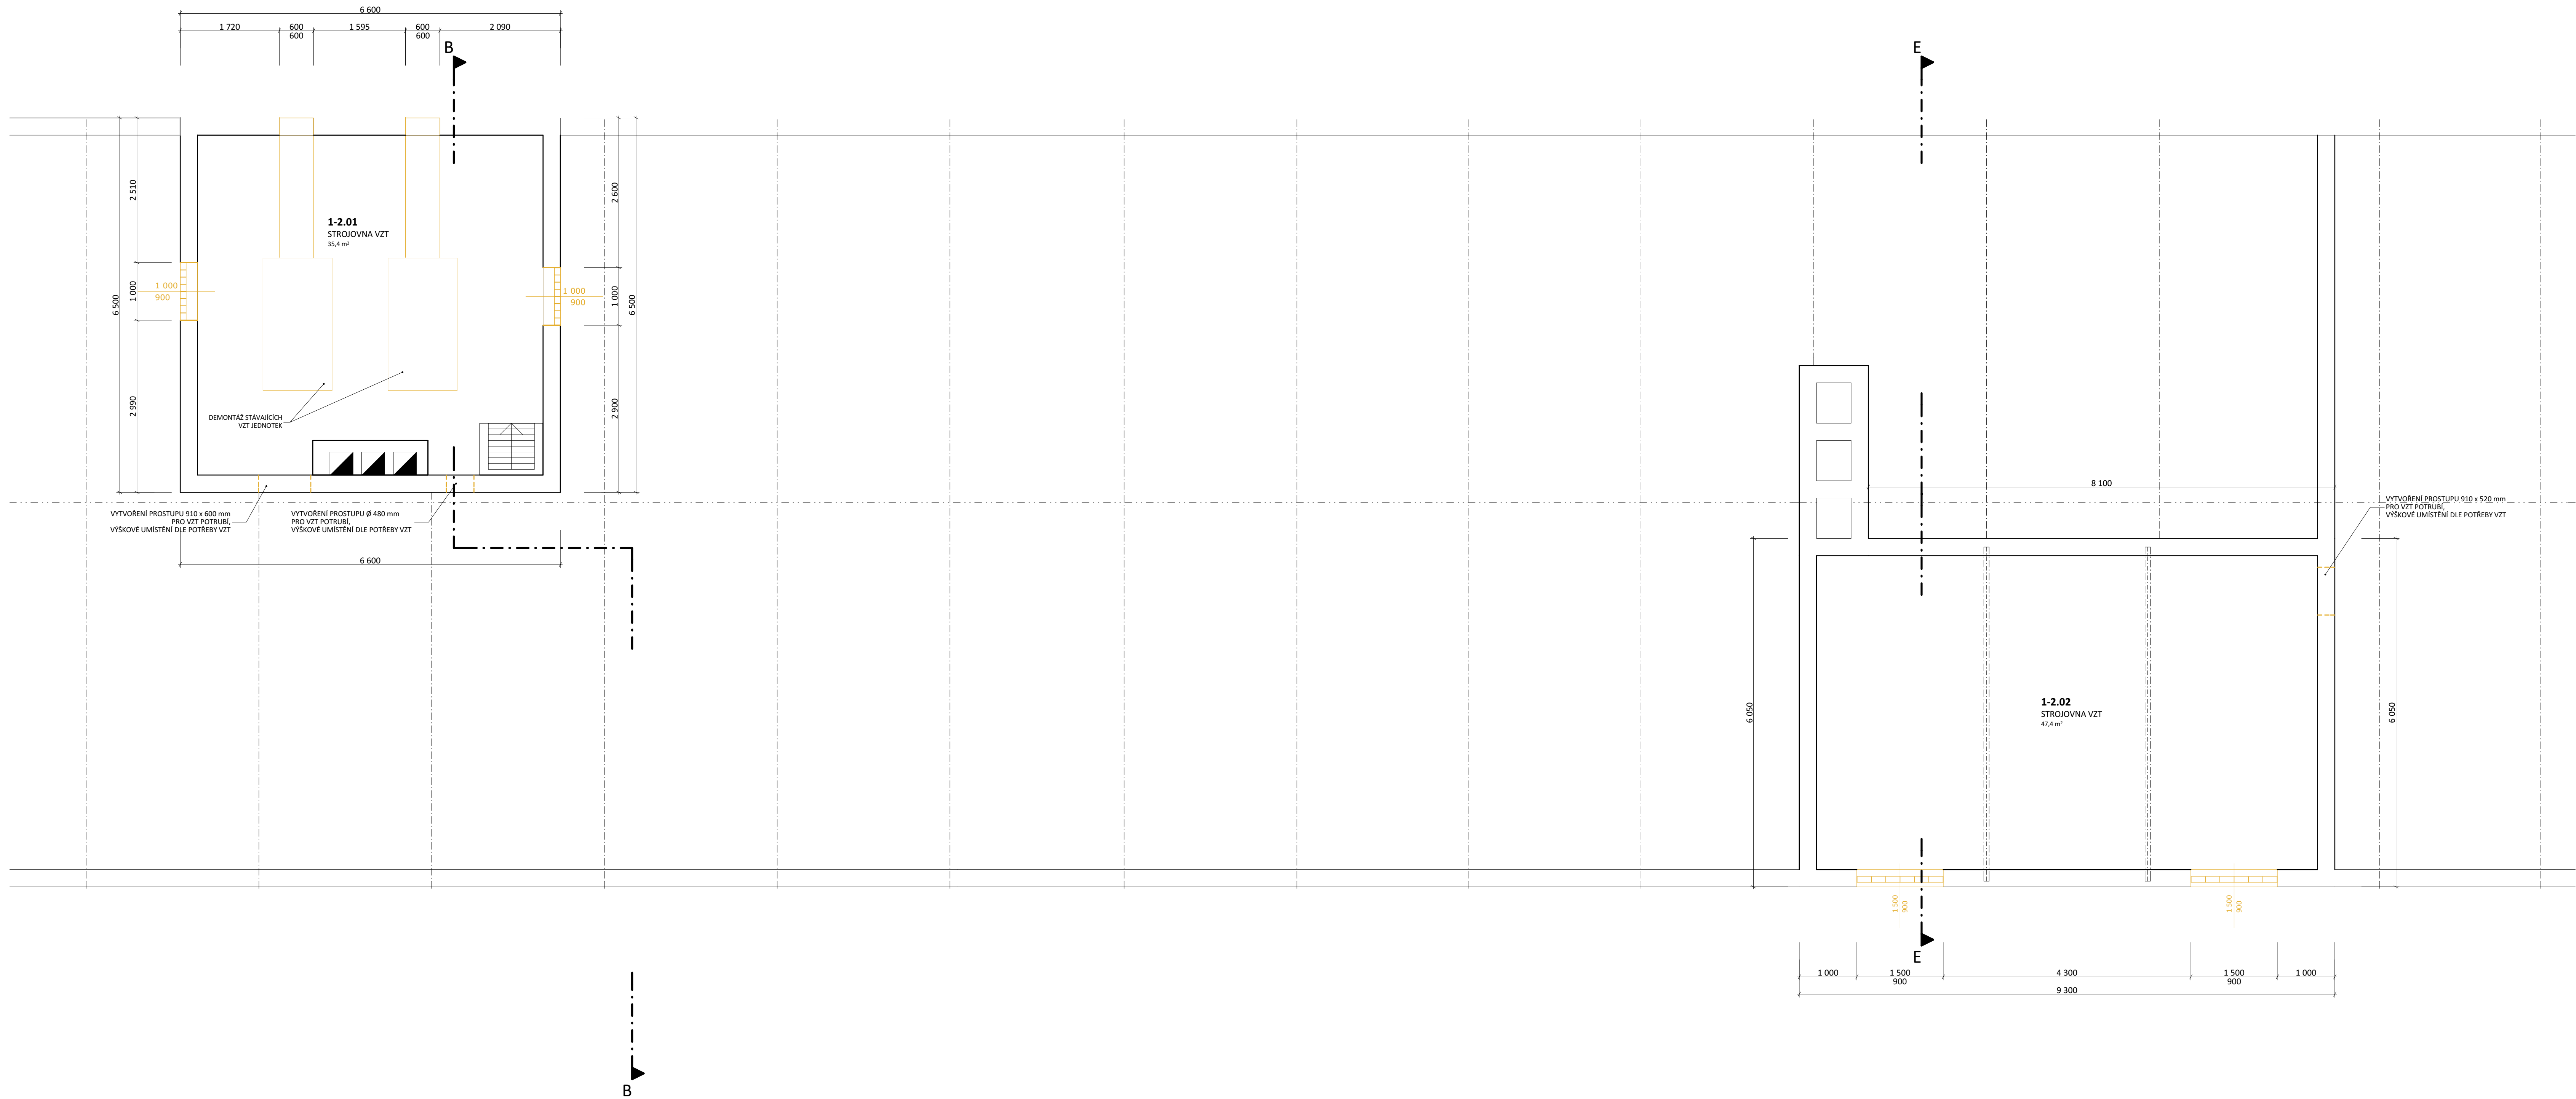 6 600
1 720
600
600
1 595
600
600
2 090
B
E
2 510
1 000
2 990
6 500
2 600
1 000
2 900
6 500
1-2.01
STROJOVNA VZT
35,4 m²
1 000
900
1 000
900
DEMONTÁŽ STÁVAJÍCÍCH
VZT JEDNOTEK
VYTVOŘENÍ PROSTUPU 910 x 600 mm
PRO VZT POTRUBÍ,
VÝŠKOVÉ UMÍSTĚNÍ DLE POTŘEBY VZT
VYTVOŘENÍ PROSTUPU Ø 480 mm
PRO VZT POTRUBÍ,
VÝŠKOVÉ UMÍSTĚNÍ DLE POTŘEBY VZT
6 600
8 100
VYTVOŘENÍ PROSTUPU 910 x 520 mm
PRO VZT POTRUBÍ,
VÝŠKOVÉ UMÍSTĚNÍ DLE POTŘEBY VZT
6 050
1-2.02
STROJOVNA VZT
47,4 m²
6 050
1 500
900
1 500
900
E
1 000
1 500
900
4 300
1 500
900
1 000
9 300
B